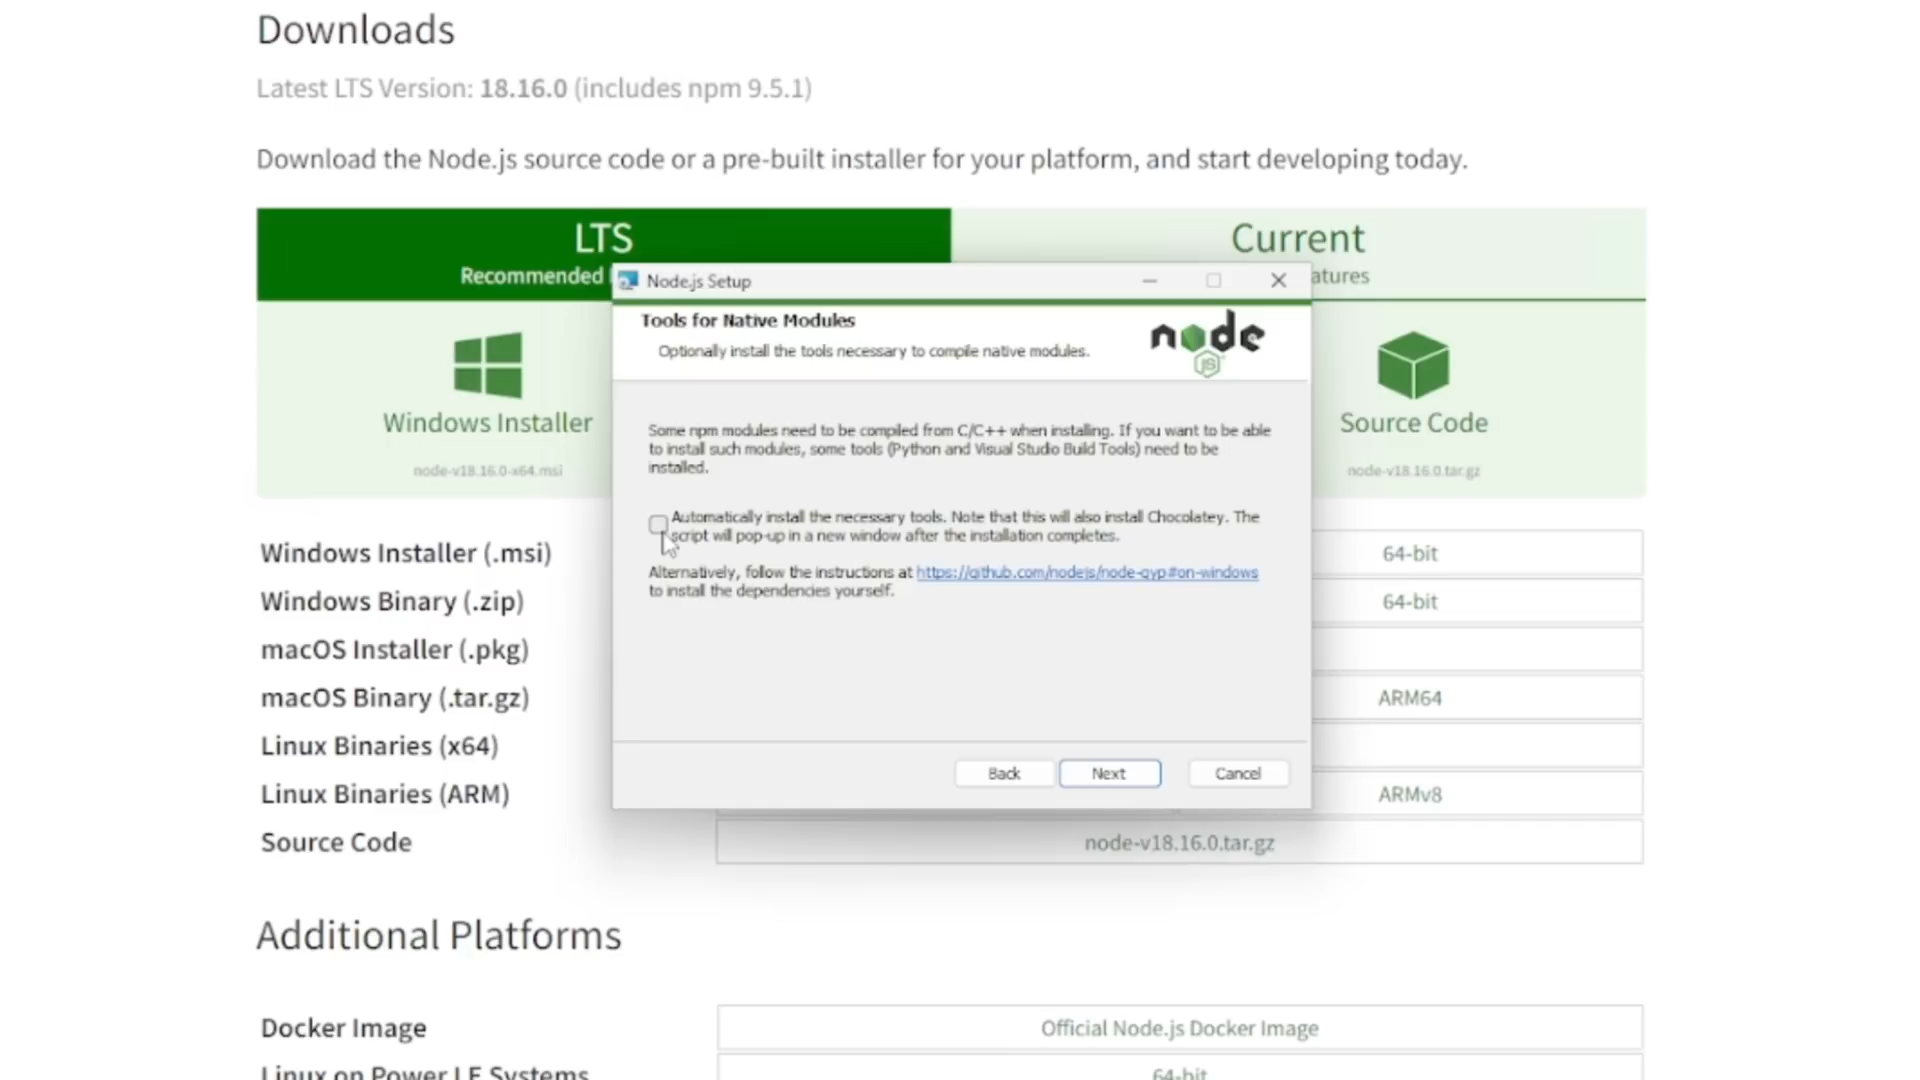 Downloads
Latest LTS Version: 18.16.0 (includes npm 9.5.1)
Download the Node.js source code or a pre-built installer for your platform, and start developing today.
LTS
Recommended
Current
atures
Windows Installer
node-v18.16.0-x64.msi
Source Code
node-v18.16.0.tar.gz
Node.js Setup
Tools for Native Modules
Optionally install the tools necessary to compile native modules.
node
JS
Some npm modules need to be compiled from C/C++ when installing. If you want to be able
to install such modules, some tools (Python and Visual Studio Build Tools) need to be
installed.
Automatically install the necessary tools. Note that this will also install Chocolatey. The
script will pop-up in a new window after the installation completes.
Alternatively, follow the instructions at https://github.com/nodejs/node-gyp#on-windows
to install the dependencies yourself.
Back
Next
Cancel
Windows Installer (.msi)
64-bit
Windows Binary (.zip)
64-bit
macOS Installer (.pkg)
macOS Binary (.tar.gz)
ARM64
Linux Binaries (x64)
Linux Binaries (ARM)
ARMv8
Source Code
node-v18.16.0.tar.gz
Additional Platforms
Docker Image
Official Node.js Docker Image
Linux on Power LE Systems
64-bit